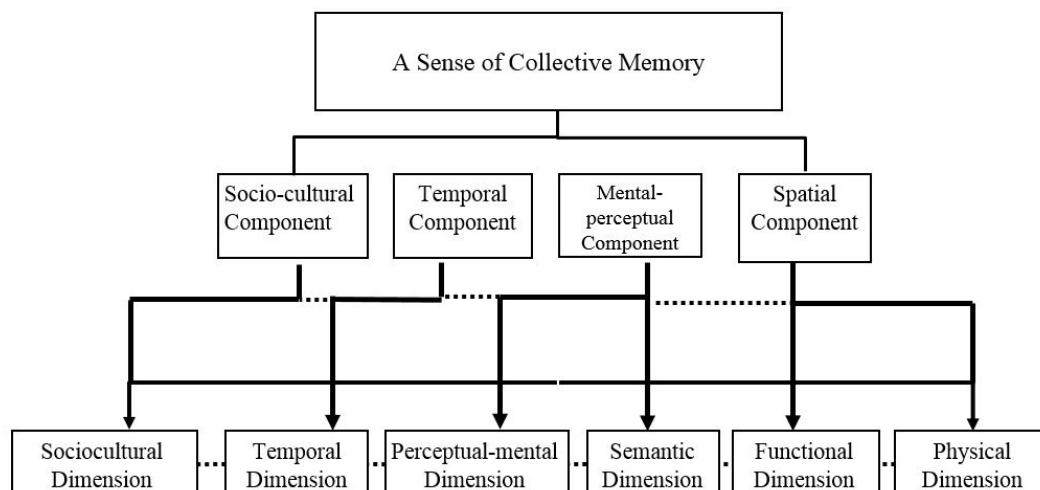 A Sense of Collective Memory
Socio-cultural
Component
Temporal
Component
Mental-
perceptual
Component
Spatial
Component
Sociocultural
Dimension
Temporal
Dimension
Perceptual-mental
Dimension
Semantic
Dimension
Functional
Dimension
Physical
Dimension